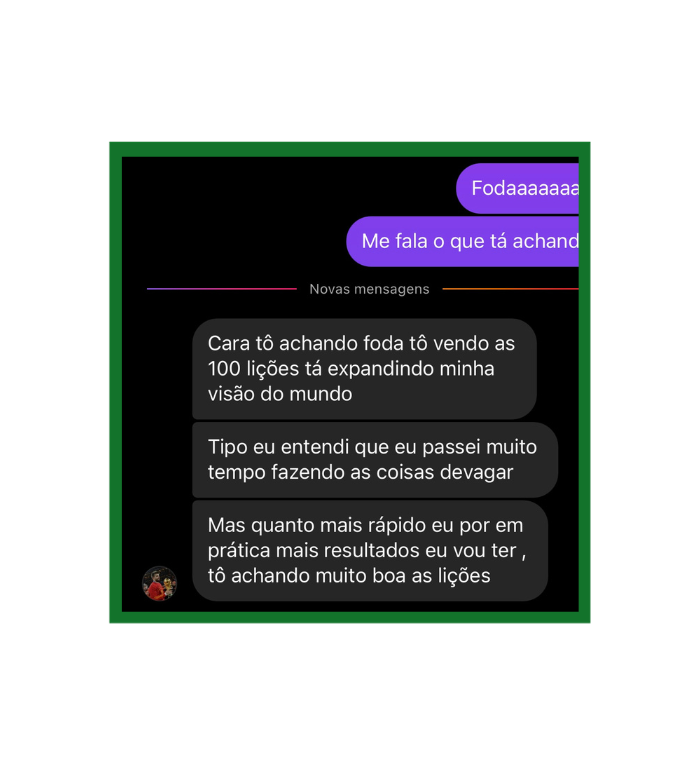 Fodaaaaaaa
Me fala o que tá achand
Novas mensagens
Cara tô achando foda tô vendo as
100 lições tá expandindo minha
visão do mundo
Tipo eu entendi que eu passei muito
tempo fazendo as coisas devagar
Mas quanto mais rápido eu por em
prática mais resultados eu vou ter ,
tô achando muito boa as lições